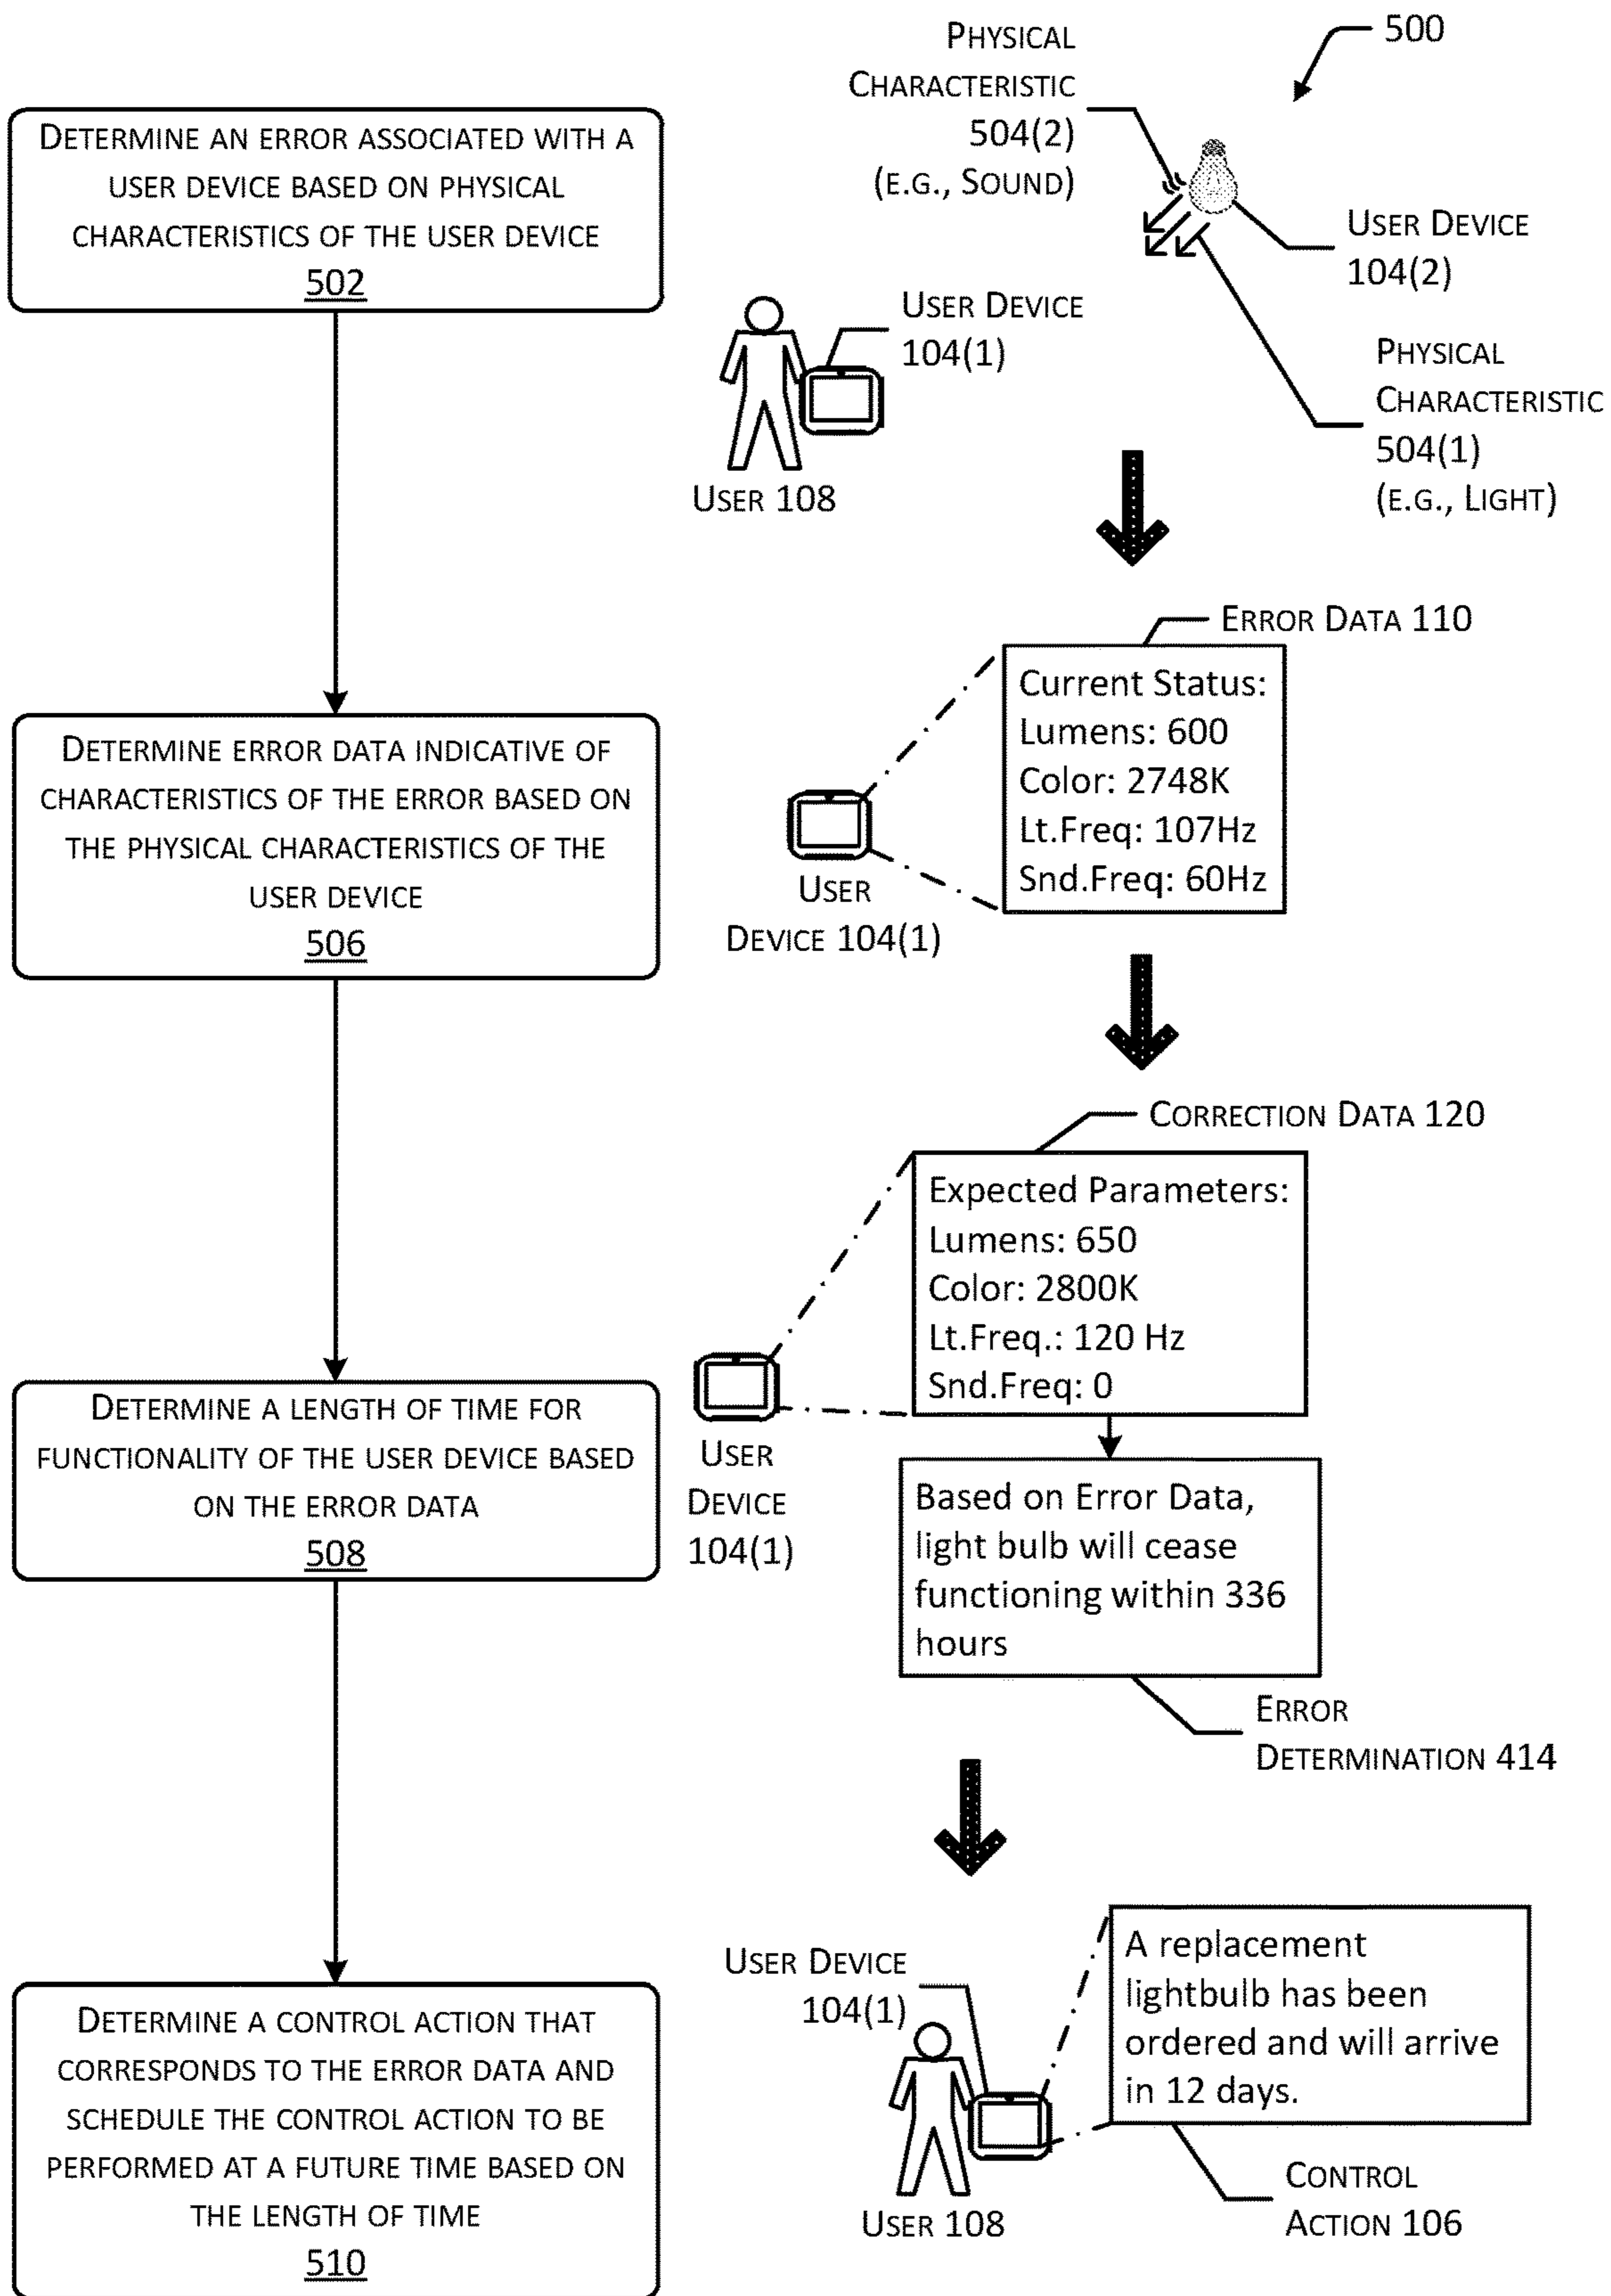 500
PHYSICAL
CHARACTERISTIC
504(2)
(E.G., SOUND)
DETERMINE AN ERROR ASSOCIATED WITH A
USER DEVICE BASED ON PHYSICAL
CHARACTERISTICS OF THE USER DEVICE
502
USER DEVICE
104(2)
USER DEVICE
104(1)
PHYSICAL
CHARACTERISTIC
504(1)
(E.G., LIGHT)
USER 108
ERROR DATA 110
DETERMINE ERROR DATA INDICATIVE OF
CHARACTERISTICS OF THE ERROR BASED ON
THE PHYSICAL CHARACTERISTICS OF THE
USER DEVICE
506
Current Status:
Lumens: 600
Color: 2748K
Lt.Freq: 107Hz
Snd.Freq: 60Hz
USER
DEVICE 104(1)
CORRECTION DATA 120
Expected Parameters:
Lumens: 650
Color: 2800K
Lt.Freq.: 120 Hz
Snd.Freq: 0
DETERMINE A LENGTH OF TIME FOR
FUNCTIONALITY OF THE USER DEVICE BASED
ON THE ERROR DATA
508
USER
DEVICE
104(1)
Based on Error Data,
light bulb will cease
functioning within 336
hours
ERROR
DETERMINATION 414
DETERMINE A CONTROL ACTION THAT
CORRESPONDS TO THE ERROR DATA AND
SCHEDULE THE CONTROL ACTION TO BE
PERFORMED AT A FUTURE TIME BASED ON
THE LENGTH OF TIME
510
USER DEVICE
104(1)
A replacement
lightbulb has been
ordered and will arrive
in 12 days.
USER 108
CONTROL
ACTION 106